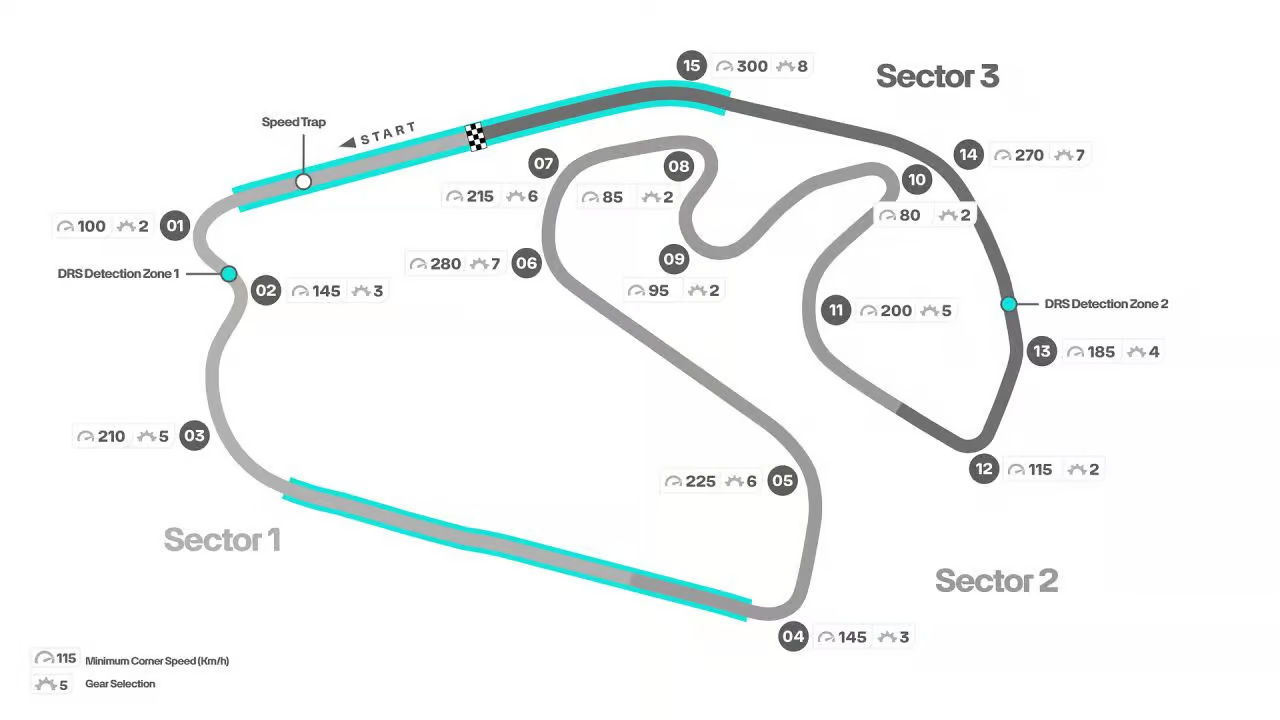 15 300 8
Sector 3
Speed Trap
START
07
08
14 270 7
10
215 6
85 2
80 2
100 2 01
280 7 06
09
DRS Detection Zone 1
02 145 3
95 2
11 200 5
DRS Detection Zone 2
13 185 4
210 5 03
12 115 2
225 6 05
Sector 1
Sector 2
04 145 3
115 Minimum Corner Speed (Km/h)
5 Gear Selection